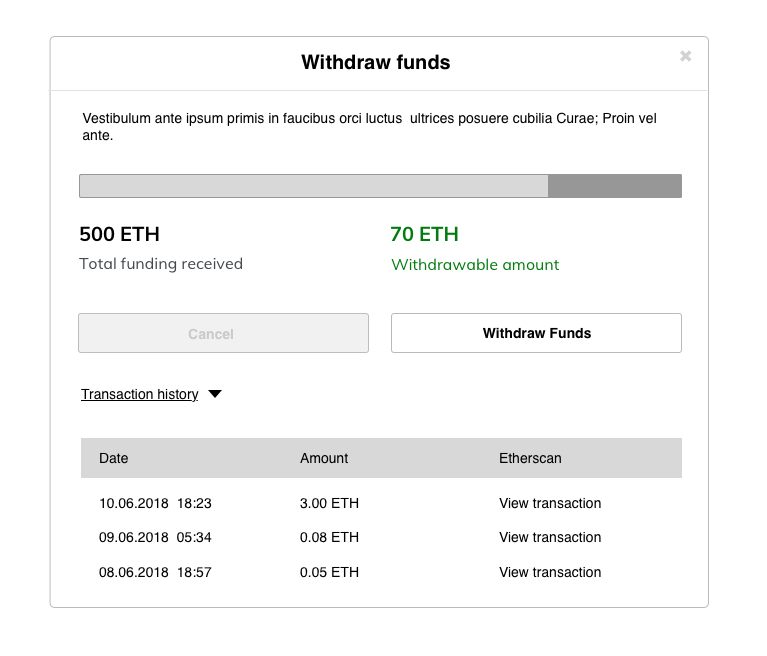 Withdraw funds
Vestibulum ante ipsum primis in faucibus orci luctus  ultrices posuere cubilia Curae; Proin vel
ante.
500 ETH
70 ETH
Total funding received
Withdrawable amount
Cancel
Withdraw Funds
Transaction history
Date Amount Etherscan
10.06.2018  18:23 3.00 ETH View transaction
09.06.2018  05:34 0.08 ETH View transaction
08.06.2018  18:57 0.05 ETH View transaction